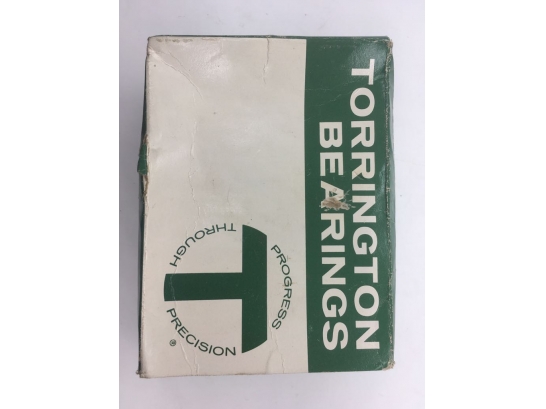 TORRINGTON
BEARINGS
PROGRESS
THROUGH
PRECISION
®
T